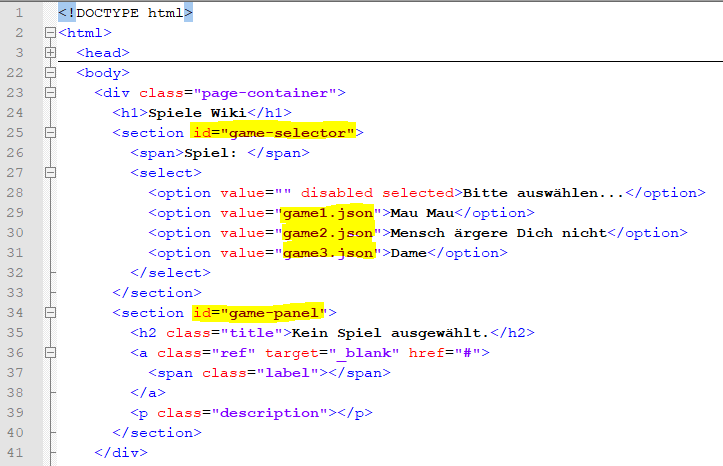 1 <!DOCTYPE html>
2 <html>
3 <head>
22 <body>
23 <div class="page-container">
24 <h1>Spiele Wiki</h1>
25 <section id="game-selector">
26 <span>Spiel: </span>
27 <select>
28 <option value="" disabled selected>Bitte auswählen...</option>
29 <option value="game1.json">Mau Mau</option>
30 <option value="game2.json">Mensch ärgere Dich nicht</option>
31 <option value="game3.json">Dame</option>
32 </select>
33 </section>
34 <section id="game-panel">
35 <h2 class="title">Kein Spiel ausgewählt.</h2>
36 <a class="ref" target="_blank" href="#">
37 <span class="label"></span>
38 </a>
39 <p class="description"></p>
40 </section>
41 </div>